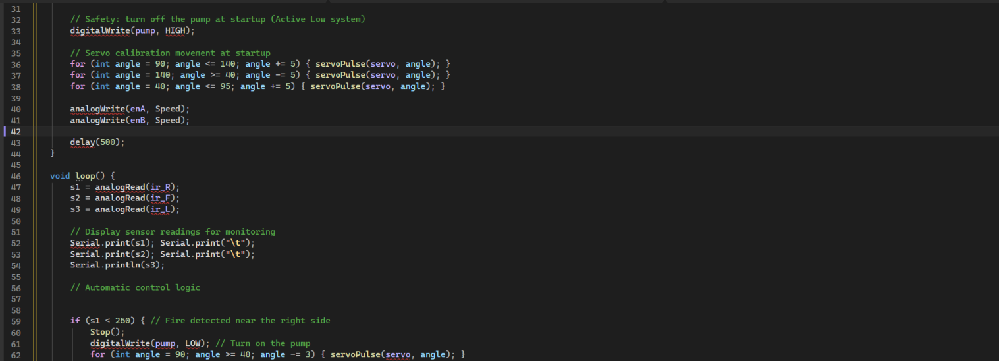 31
32 // Safety: turn off the pump at startup (Active Low system)
33 digitalWrite(pump, HIGH);
34
35 // Servo calibration movement at startup
36 for (int angle = 90; angle <= 140; angle += 5) { servoPulse(servo, angle); }
37 for (int angle = 140; angle >= 40; angle -= 5) { servoPulse(servo, angle); }
38 for (int angle = 40; angle <= 95; angle += 5) { servoPulse(servo, angle); }
39
40 analogWrite(enA, Speed);
41 analogWrite(enB, Speed);
42
43 delay(500);
44 }
45
46 void loop() {
47 s1 = analogRead(ir_R);
48 s2 = analogRead(ir_F);
49 s3 = analogRead(ir_L);
50
51 // Display sensor readings for monitoring
52 Serial.print(s1); Serial.print("\t");
53 Serial.print(s2); Serial.print("\t");
54 Serial.println(s3);
55
56 // Automatic control logic
57
58
59 if (s1 < 250) { // Fire detected near the right side
60 Stop();
61 digitalWrite(pump, LOW); // Turn on the pump
62 for (int angle = 90; angle >= 40; angle -= 3) { servoPulse(servo, angle); }